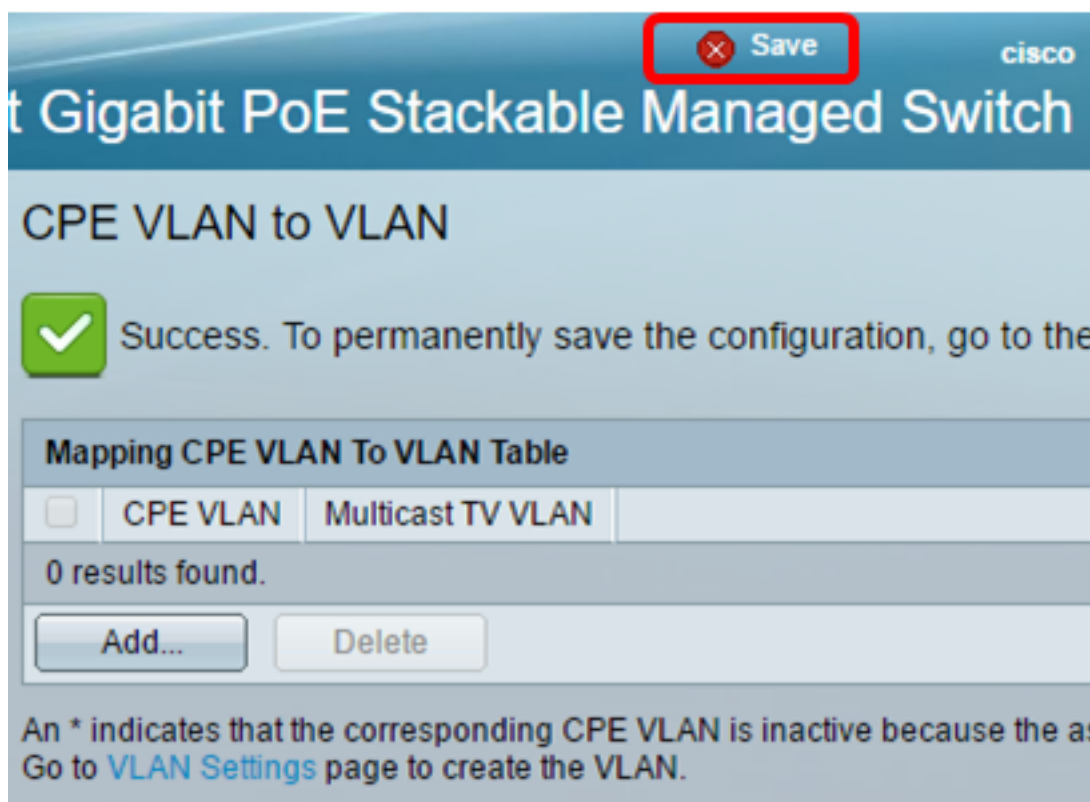 Save
cisco
t Gigabit PoE Stackable Managed Switch
CPE VLAN to VLAN
Success. To permanently save the configuration, go to the
Mapping CPE VLAN To VLAN Table
CPE VLAN Multicast TV VLAN
0 results found.
Add... Delete
An * indicates that the corresponding CPE VLAN is inactive because the as
Go to VLAN Settings page to create the VLAN.